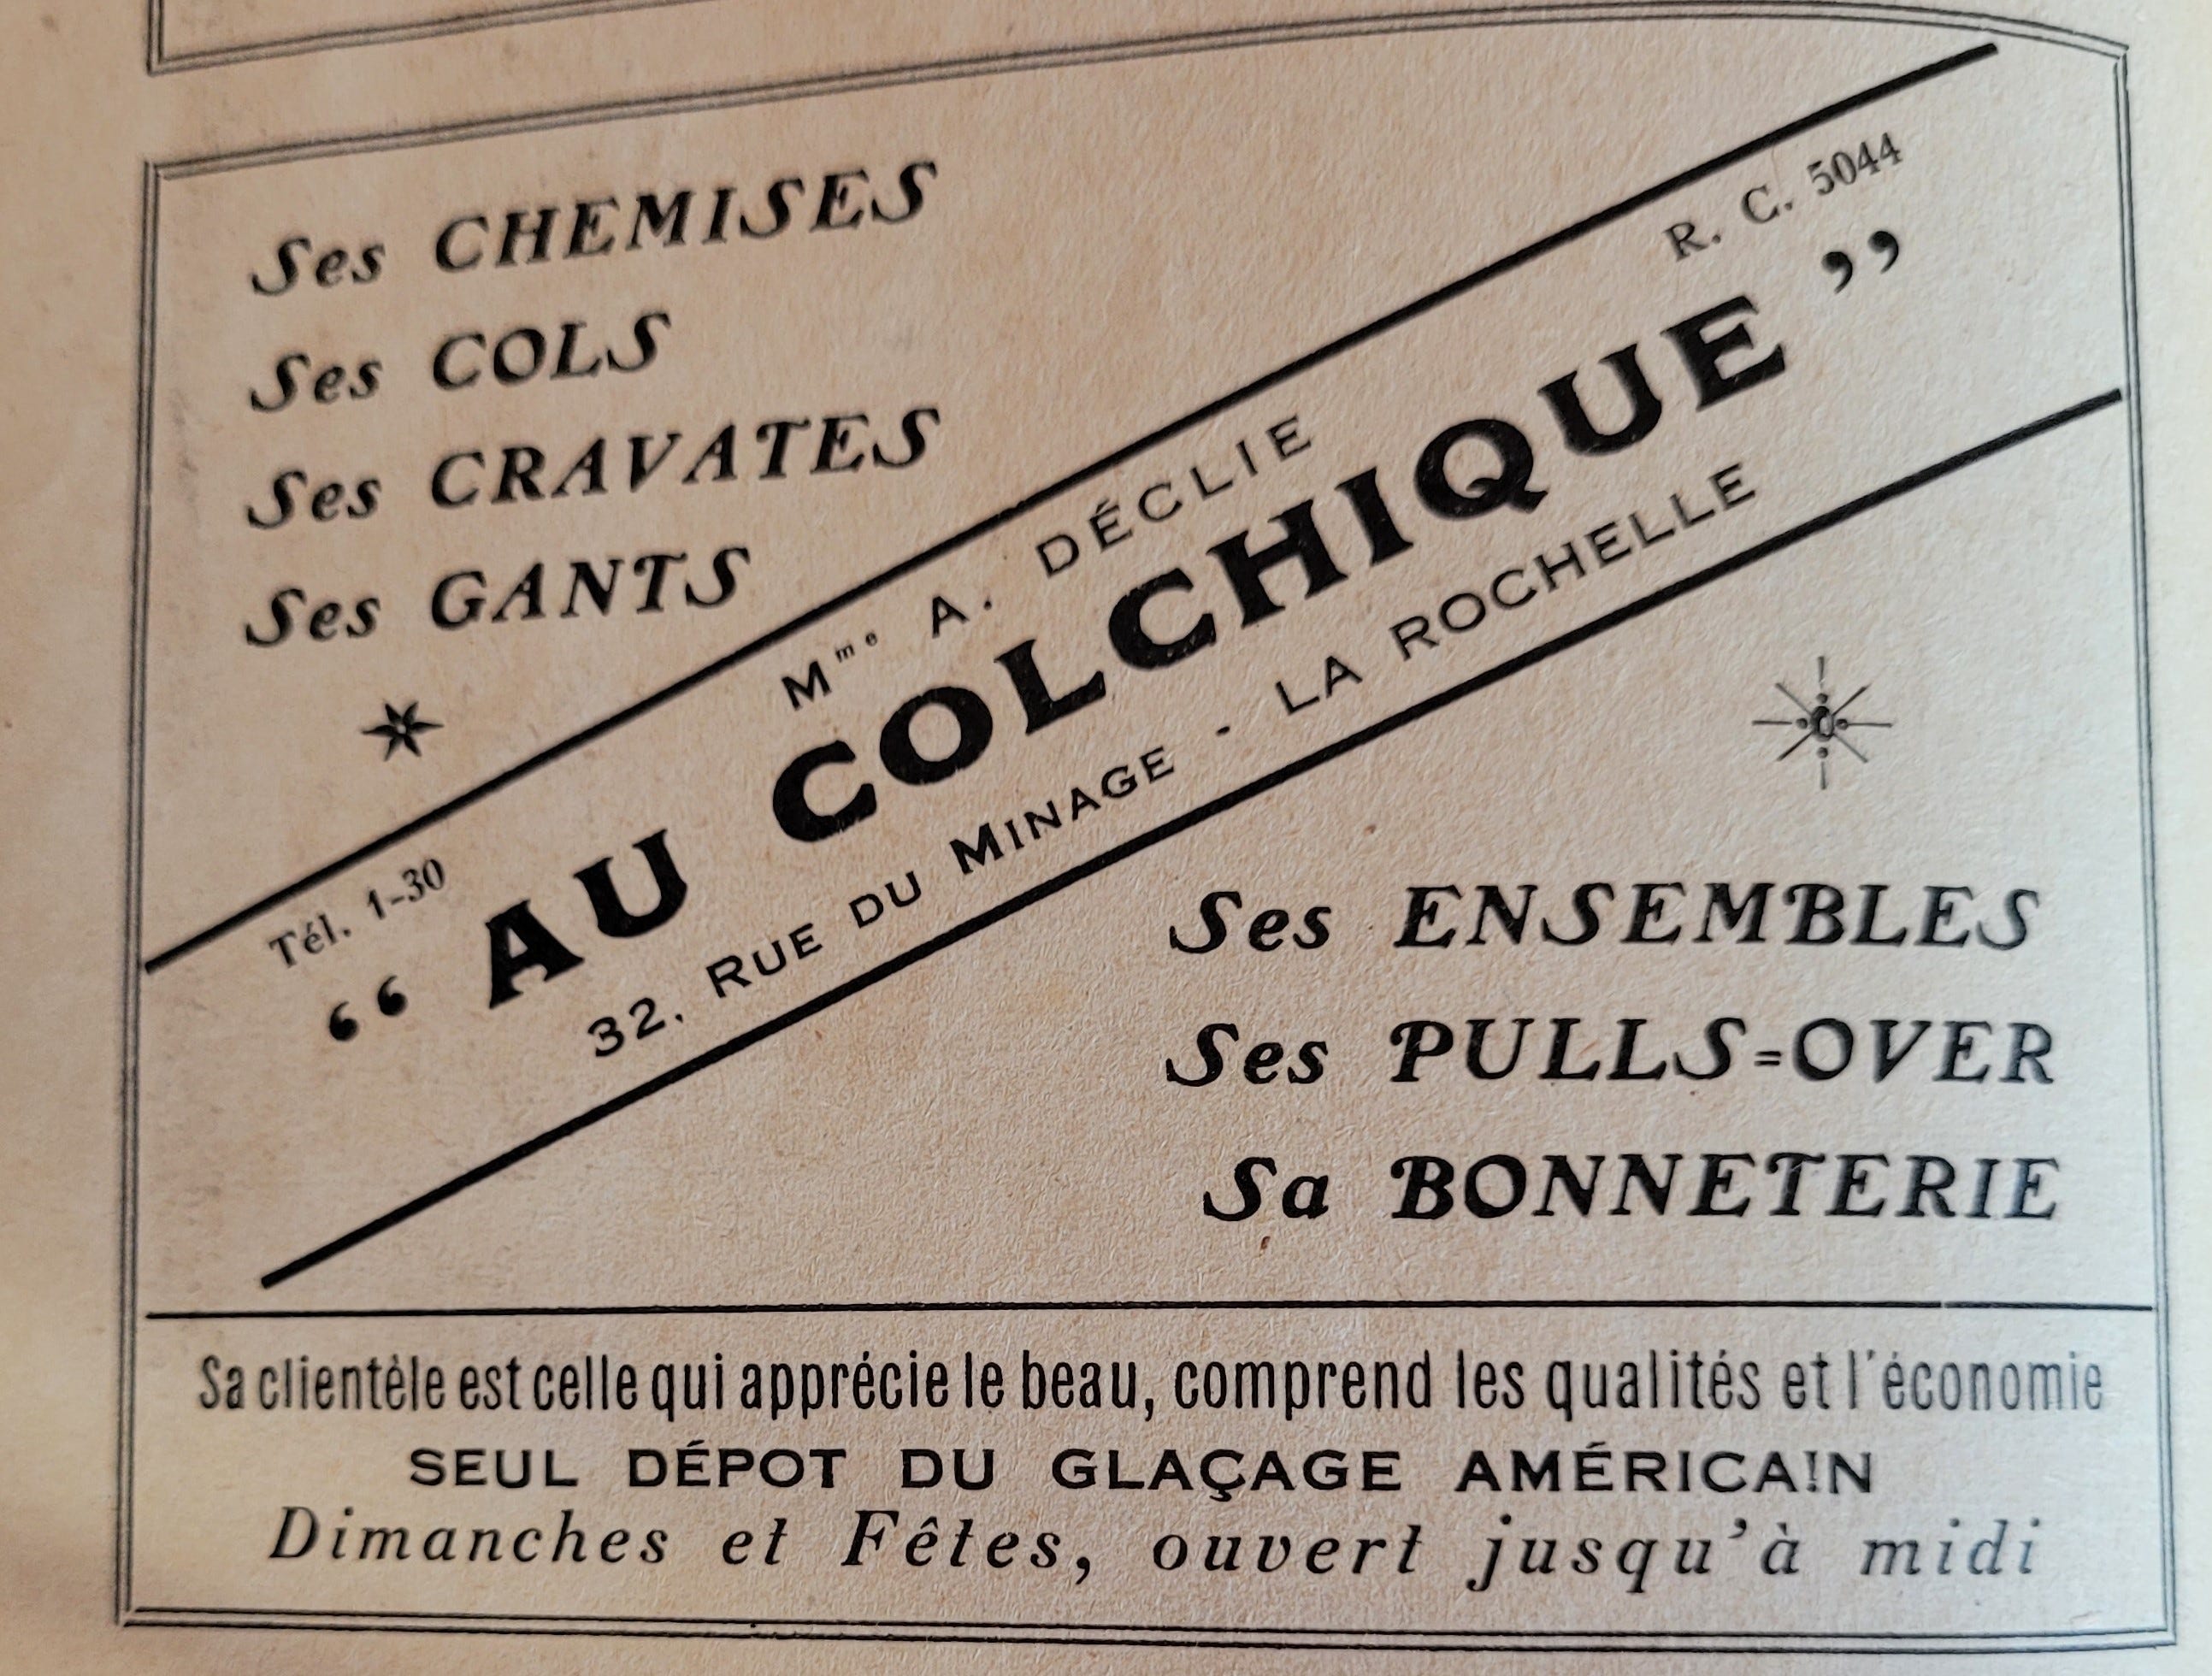 Ses CHEMISES
Ses COLS
Ses CRAVATES
Ses GANTS
R. C. 5044
Mme A. DÉCLIE
Tél. 1-30
“ AU COLCHIQUE ”
32, RUE DU MINAGE - LA ROCHELLE
Ses ENSEMBLES
Ses PULLS=OVER
Sa BONNETERIE
Sa clientèle est celle qui apprécie le beau, comprend les qualités et l'économie
SEUL DÉPOT DU GLAÇAGE AMÉRICA!N
Dimanches et Fêtes, ouvert jusqu'à midi